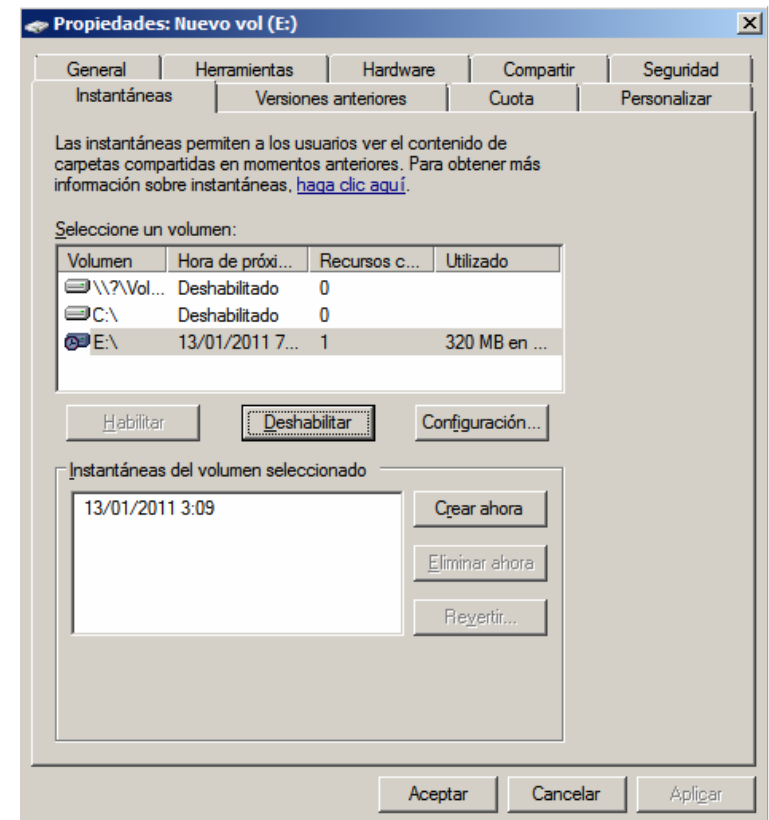 Propiedades: Nuevo vol (E:)
General Herramientas Hardware Compartir Seguridad
Instantáneas Versiones anteriores Cuota Personalizar
Las instantáneas permiten a los usuarios ver el contenido de
carpetas compartidas en momentos anteriores. Para obtener más
información sobre instantáneas, haga clic aquí.
Seleccione un volumen:
Volumen Hora de próxi... Recursos c... Utilizado
\\?\Vol... Deshabilitado 0
C:\ Deshabilitado 0
E:\ 13/01/2011 7... 1 320 MB en ...
Habilitar Deshabilitar Configuración...
Instantáneas del volumen seleccionado
13/01/2011 3:09
Crear ahora
Eliminar ahora
Revertir...
Aceptar Cancelar Aplicar